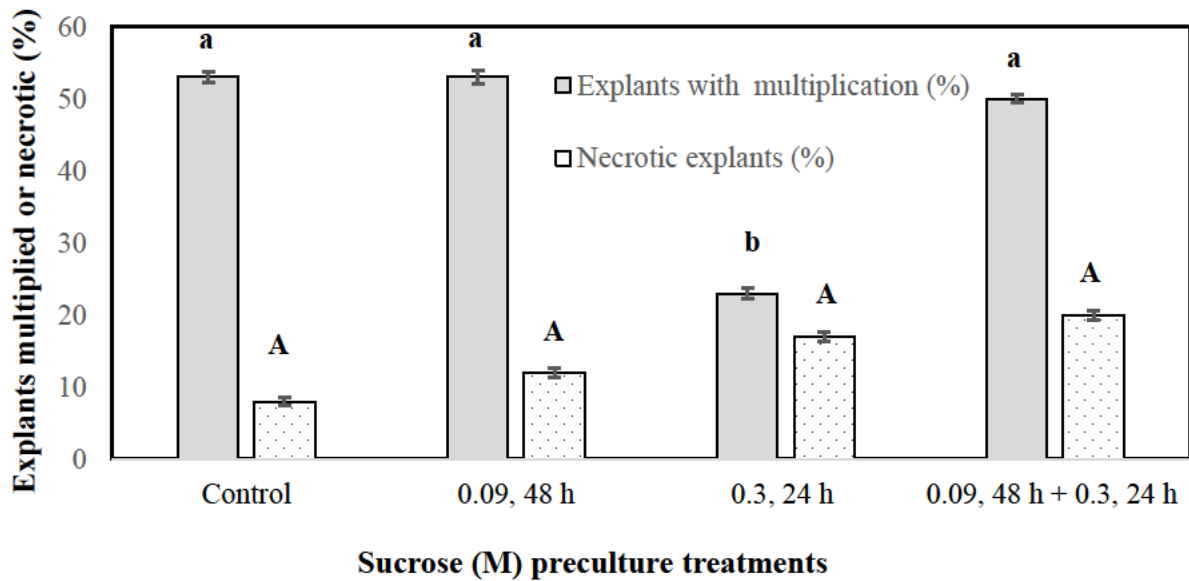 Explants multiplied or necrotic (%)
60
50
40
30
20
10
0
a
a
a
b
A
A
A
A
Explants with multiplication (%)
Necrotic explants (%)
Control
0.09, 48 h
0.3, 24 h
0.09, 48 h + 0.3, 24 h
Sucrose (M) preculture treatments